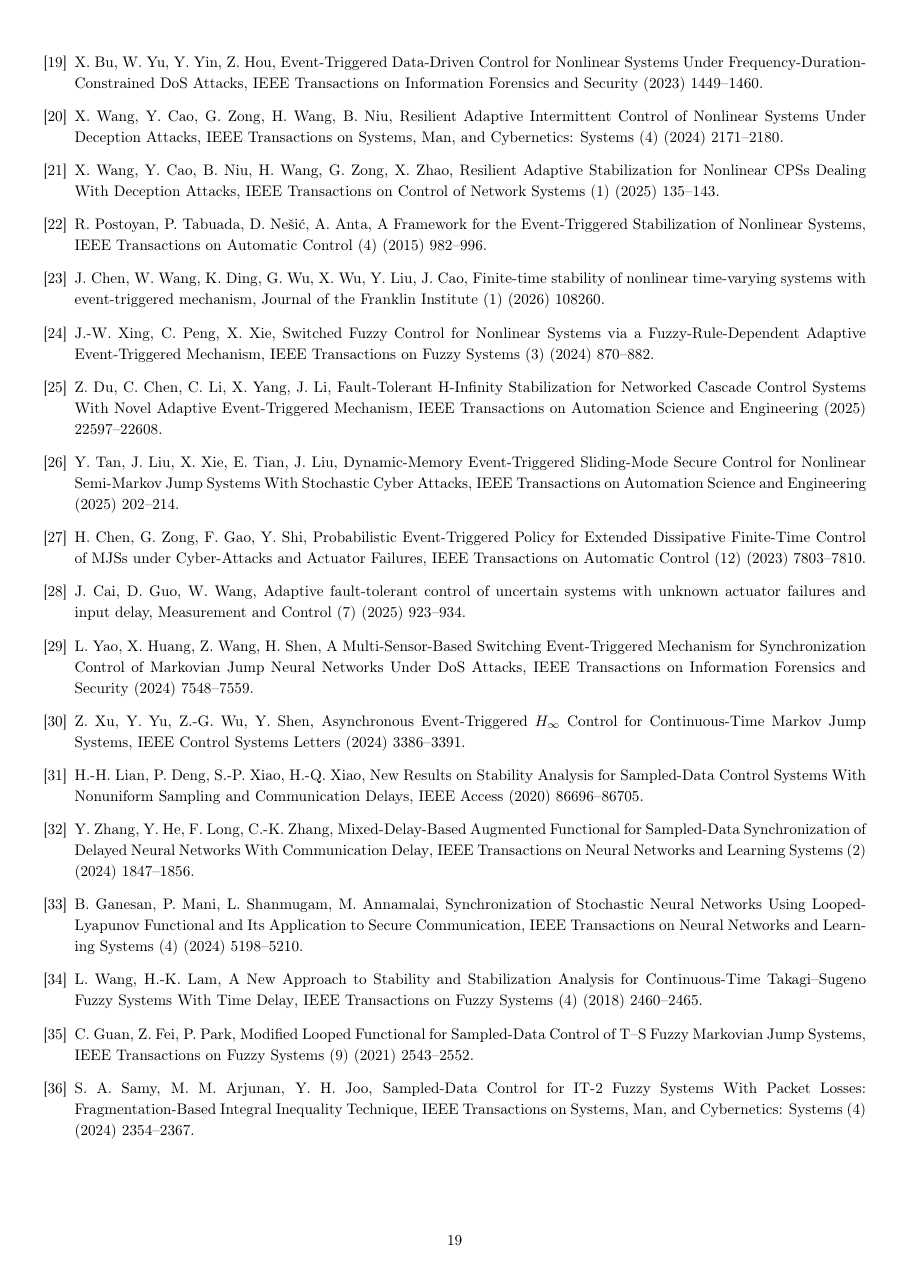 [19] X. Bu, W. Yu, Y. Yin, Z. Hou, Event-Triggered Data-Driven Control for Nonlinear Systems Under Frequency-Duration-
Constrained DoS Attacks, IEEE Transactions on Information Forensics and Security (2023) 1449–1460.
[20] X. Wang, Y. Cao, G. Zong, H. Wang, B. Niu, Resilient Adaptive Intermittent Control of Nonlinear Systems Under
Deception Attacks, IEEE Transactions on Systems, Man, and Cybernetics: Systems (4) (2024) 2171–2180.
[21] X. Wang, Y. Cao, B. Niu, H. Wang, G. Zong, X. Zhao, Resilient Adaptive Stabilization for Nonlinear CPSs Dealing
With Deception Attacks, IEEE Transactions on Control of Network Systems (1) (2025) 135–143.
[22] R. Postoyan, P. Tabuada, D. Nešić, A. Anta, A Framework for the Event-Triggered Stabilization of Nonlinear Systems,
IEEE Transactions on Automatic Control (4) (2015) 982–996.
[23] J. Chen, W. Wang, K. Ding, G. Wu, X. Wu, Y. Liu, J. Cao, Finite-time stability of nonlinear time-varying systems with
event-triggered mechanism, Journal of the Franklin Institute (1) (2026) 108260.
[24] J.-W. Xing, C. Peng, X. Xie, Switched Fuzzy Control for Nonlinear Systems via a Fuzzy-Rule-Dependent Adaptive
Event-Triggered Mechanism, IEEE Transactions on Fuzzy Systems (3) (2024) 870–882.
[25] Z. Du, C. Chen, C. Li, X. Yang, J. Li, Fault-Tolerant H-Infinity Stabilization for Networked Cascade Control Systems
With Novel Adaptive Event-Triggered Mechanism, IEEE Transactions on Automation Science and Engineering (2025)
22597–22608.
[26] Y. Tan, J. Liu, X. Xie, E. Tian, J. Liu, Dynamic-Memory Event-Triggered Sliding-Mode Secure Control for Nonlinear
Semi-Markov Jump Systems With Stochastic Cyber Attacks, IEEE Transactions on Automation Science and Engineering
(2025) 202–214.
[27] H. Chen, G. Zong, F. Gao, Y. Shi, Probabilistic Event-Triggered Policy for Extended Dissipative Finite-Time Control
of MJSs under Cyber-Attacks and Actuator Failures, IEEE Transactions on Automatic Control (12) (2023) 7803–7810.
[28] J. Cai, D. Guo, W. Wang, Adaptive fault-tolerant control of uncertain systems with unknown actuator failures and
input delay, Measurement and Control (7) (2025) 923–934.
[29] L. Yao, X. Huang, Z. Wang, H. Shen, A Multi-Sensor-Based Switching Event-Triggered Mechanism for Synchronization
Control of Markovian Jump Neural Networks Under DoS Attacks, IEEE Transactions on Information Forensics and
Security (2024) 7548–7559.
[30] Z. Xu, Y. Yu, Z.-G. Wu, Y. Shen, Asynchronous Event-Triggered H∞ Control for Continuous-Time Markov Jump
Systems, IEEE Control Systems Letters (2024) 3386–3391.
[31] H.-H. Lian, P. Deng, S.-P. Xiao, H.-Q. Xiao, New Results on Stability Analysis for Sampled-Data Control Systems With
Nonuniform Sampling and Communication Delays, IEEE Access (2020) 86696–86705.
[32] Y. Zhang, Y. He, F. Long, C.-K. Zhang, Mixed-Delay-Based Augmented Functional for Sampled-Data Synchronization of
Delayed Neural Networks With Communication Delay, IEEE Transactions on Neural Networks and Learning Systems (2)
(2024) 1847–1856.
[33] B. Ganesan, P. Mani, L. Shanmugam, M. Annamalai, Synchronization of Stochastic Neural Networks Using Looped-
Lyapunov Functional and Its Application to Secure Communication, IEEE Transactions on Neural Networks and Learn-
ing Systems (4) (2024) 5198–5210.
[34] L. Wang, H.-K. Lam, A New Approach to Stability and Stabilization Analysis for Continuous-Time Takagi–Sugeno
Fuzzy Systems With Time Delay, IEEE Transactions on Fuzzy Systems (4) (2018) 2460–2465.
[35] C. Guan, Z. Fei, P. Park, Modified Looped Functional for Sampled-Data Control of T–S Fuzzy Markovian Jump Systems,
IEEE Transactions on Fuzzy Systems (9) (2021) 2543–2552.
[36] S. A. Samy, M. M. Arjunan, Y. H. Joo, Sampled-Data Control for IT-2 Fuzzy Systems With Packet Losses:
Fragmentation-Based Integral Inequality Technique, IEEE Transactions on Systems, Man, and Cybernetics: Systems (4)
(2024) 2354–2367.
19